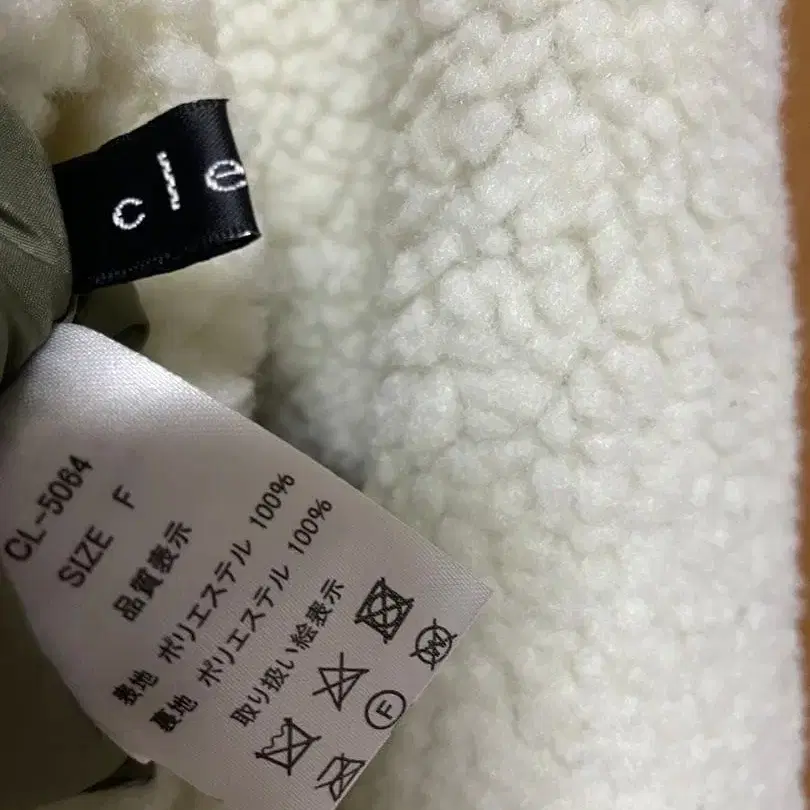 cle
CL-5064
SIZE F
品質表示
表地 ポリエステル 100%
裏地 ポリエステル 100%
取り扱い絵表示
F
W